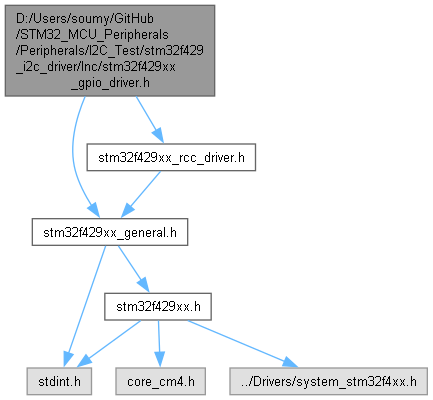 D:/Users/soumy/GitHub
/STM32_MCU_Peripherals
/Peripherals/I2C_Test/stm32f429
_i2c_driver/Inc/stm32f429xx
_gpio_driver.h
stm32f429xx_rcc_driver.h
stm32f429xx_general.h
stm32f429xx.h
stdint.h
core_cm4.h
../Drivers/system_stm32f4xx.h